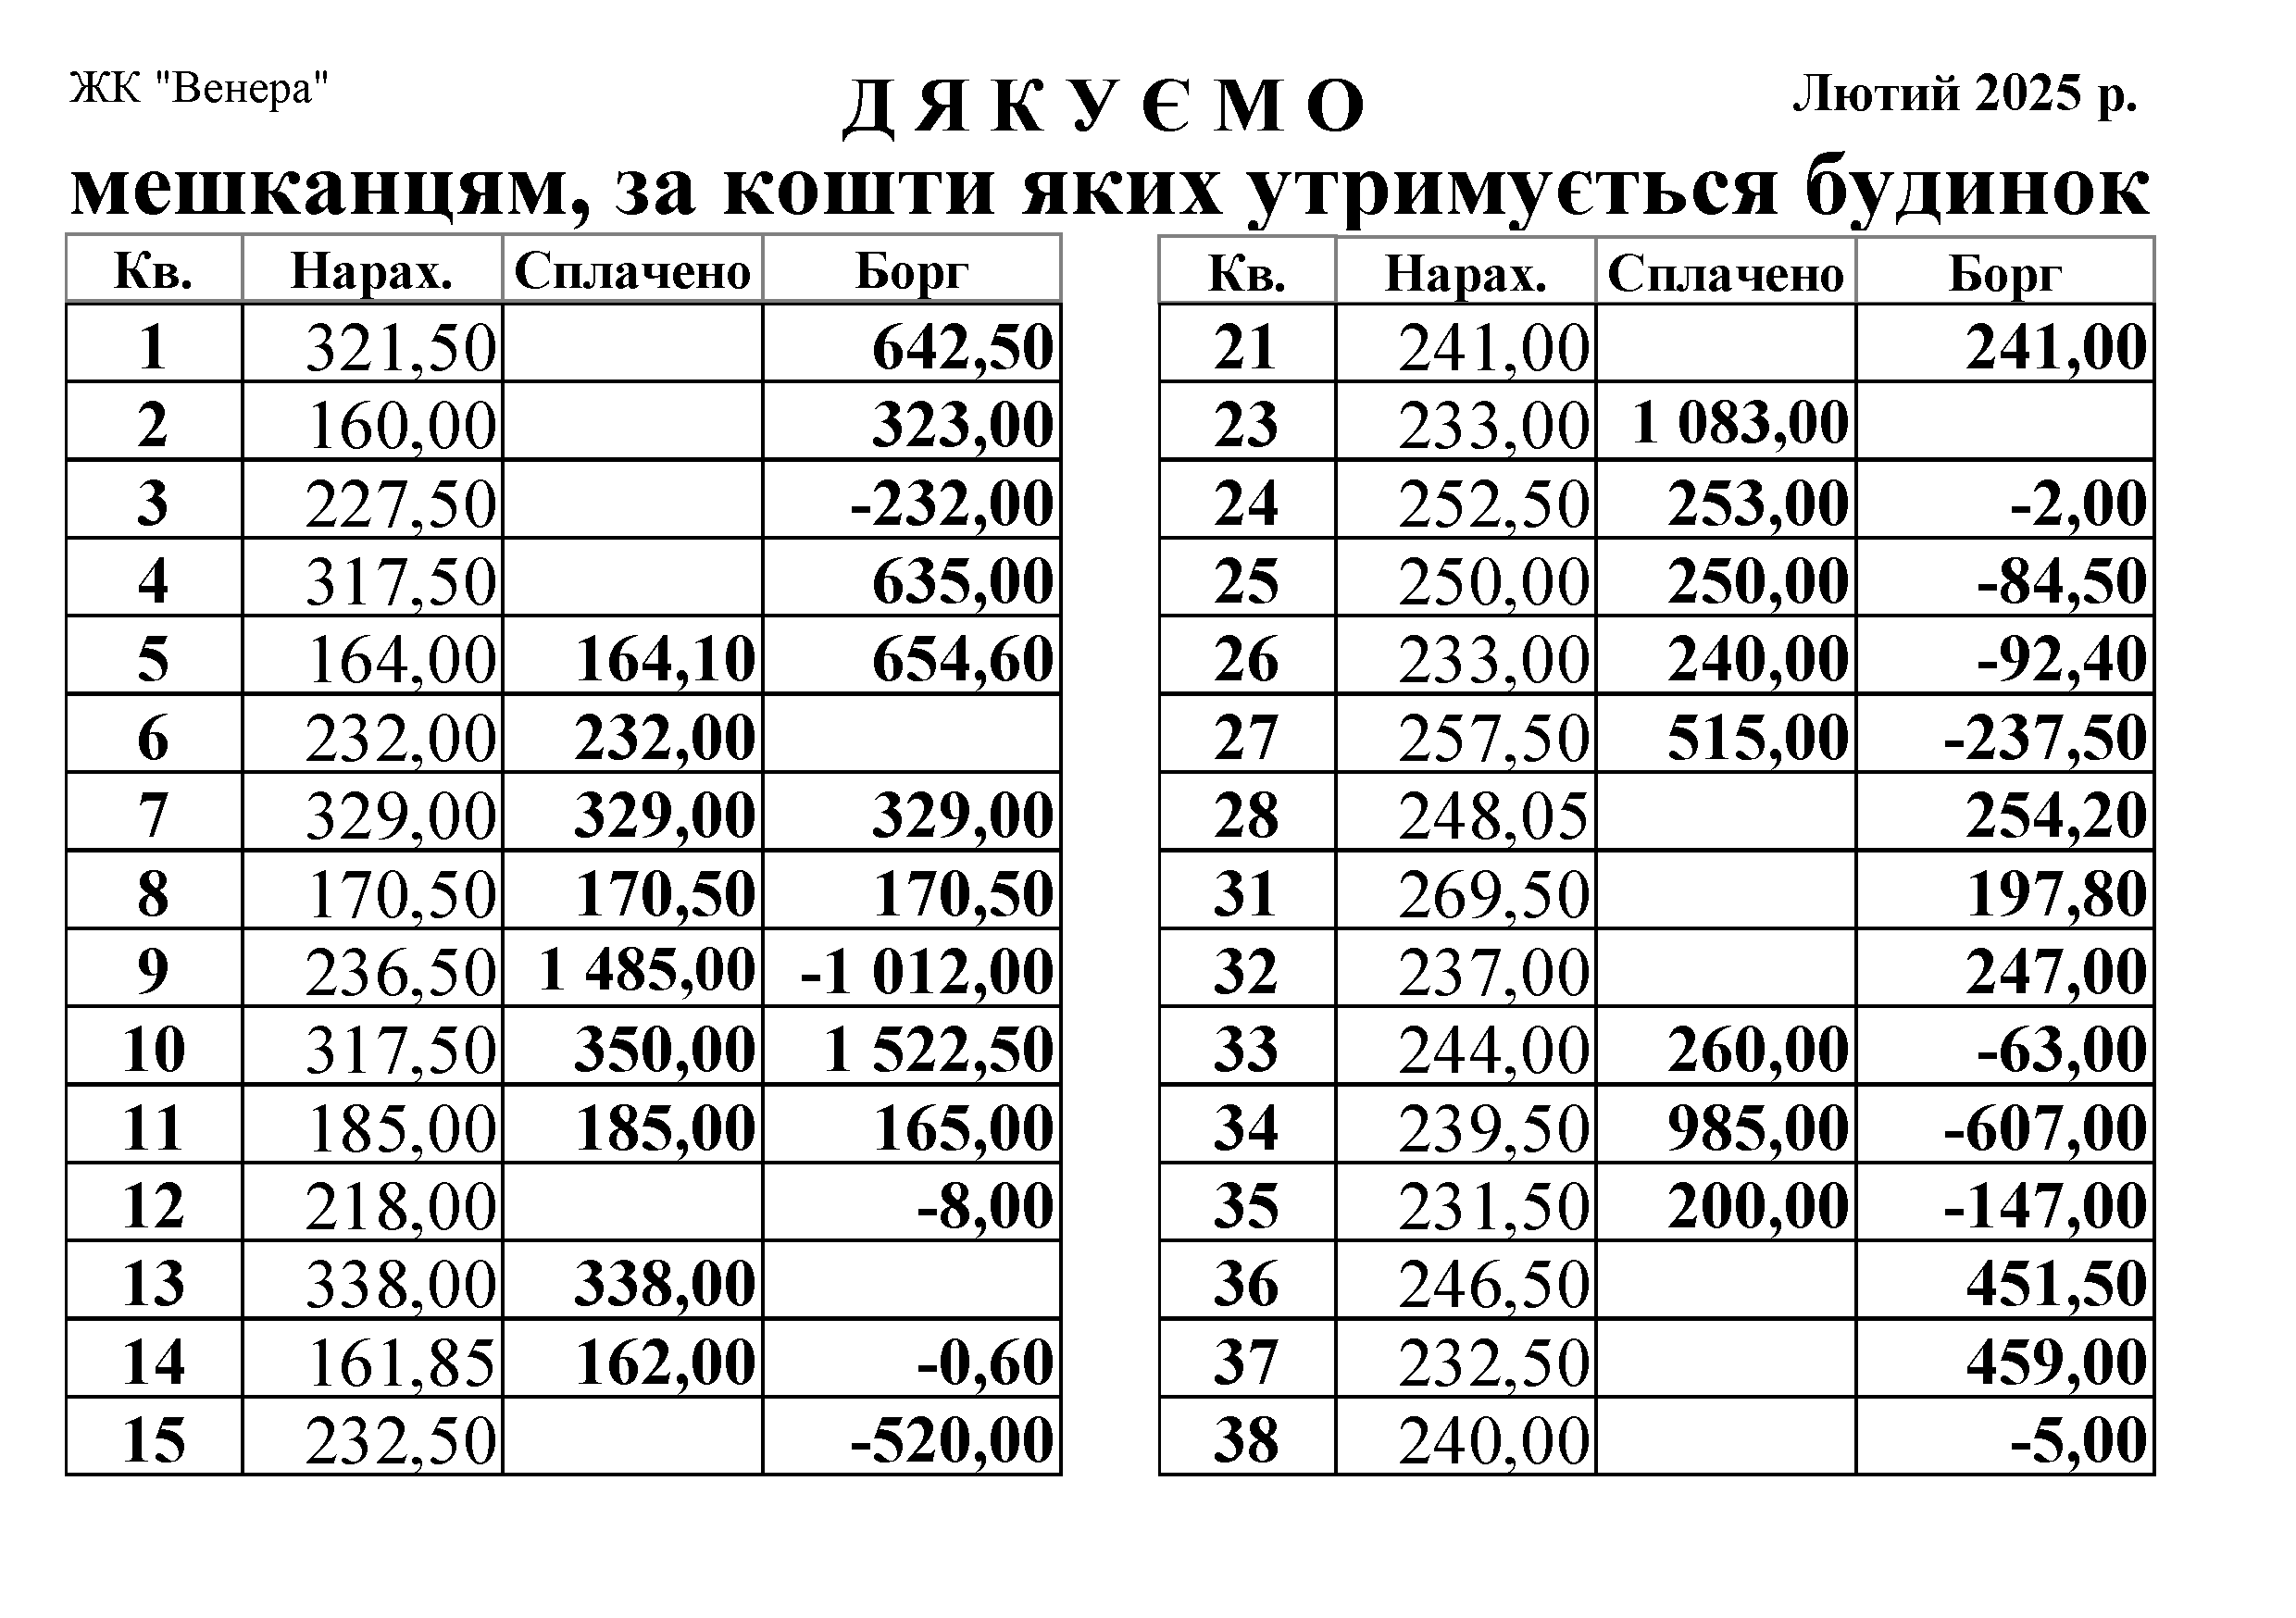 ЖК "Венера" Д Я К У Є М О Лютий 2025 р.
мешканцям, за кошти яких утримується будинок
Кв. Нарах. Сплачено Борг Кв. Нарах. Сплачено Борг
1 321,50 642,50 21 241,00 241,00
2 160,00 323,00 23 233,00 1 083,00
3 227,50 -232,00 24 252,50 253,00 -2,00
4 317,50 635,00 25 250,00 250,00 -84,50
5 164,00 164,10 654,60 26 233,00 240,00 -92,40
6 232,00 232,00 27 257,50 515,00 -237,50
7 329,00 329,00 329,00 28 248,05 254,20
8 170,50 170,50 170,50 31 269,50 197,80
9 236,50 1 485,00 -1 012,00 32 237,00 247,00
10 317,50 350,00 1 522,50 33 244,00 260,00 -63,00
11 185,00 185,00 165,00 34 239,50 985,00 -607,00
12 218,00 -8,00 35 231,50 200,00 -147,00
13 338,00 338,00 36 246,50 451,50
14 161,85 162,00 -0,60 37 232,50 459,00
15 232,50 -520,00 38 240,00 -5,00